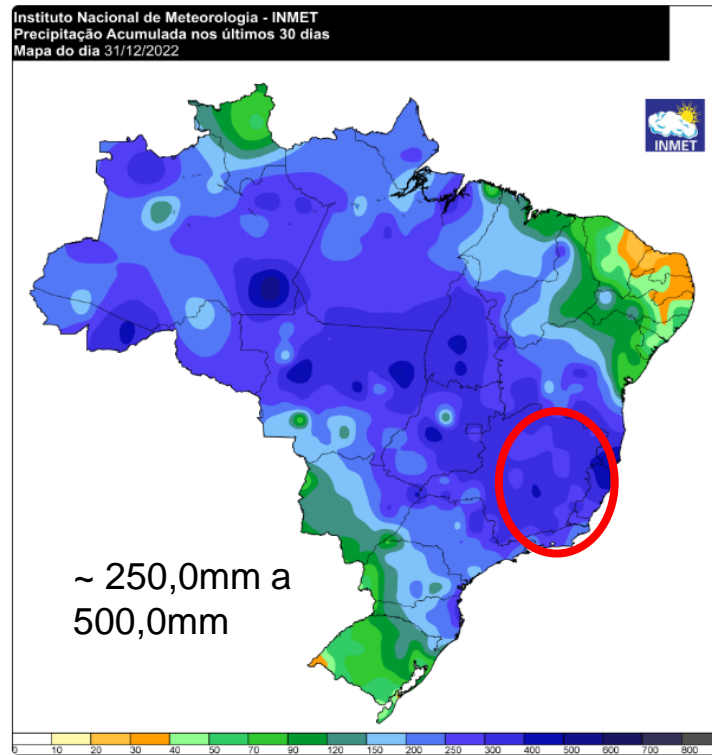 Instituto Nacional de Meteorologia - INMET
Precipitação Acumulada nos últimos 30 dias
Mapa do dia 31/12/2022
INMET
~ 250,0mm a
500,0mm
0 10 20 30 40 50 70 90 120 150 200 250 300 400 500 600 700 800